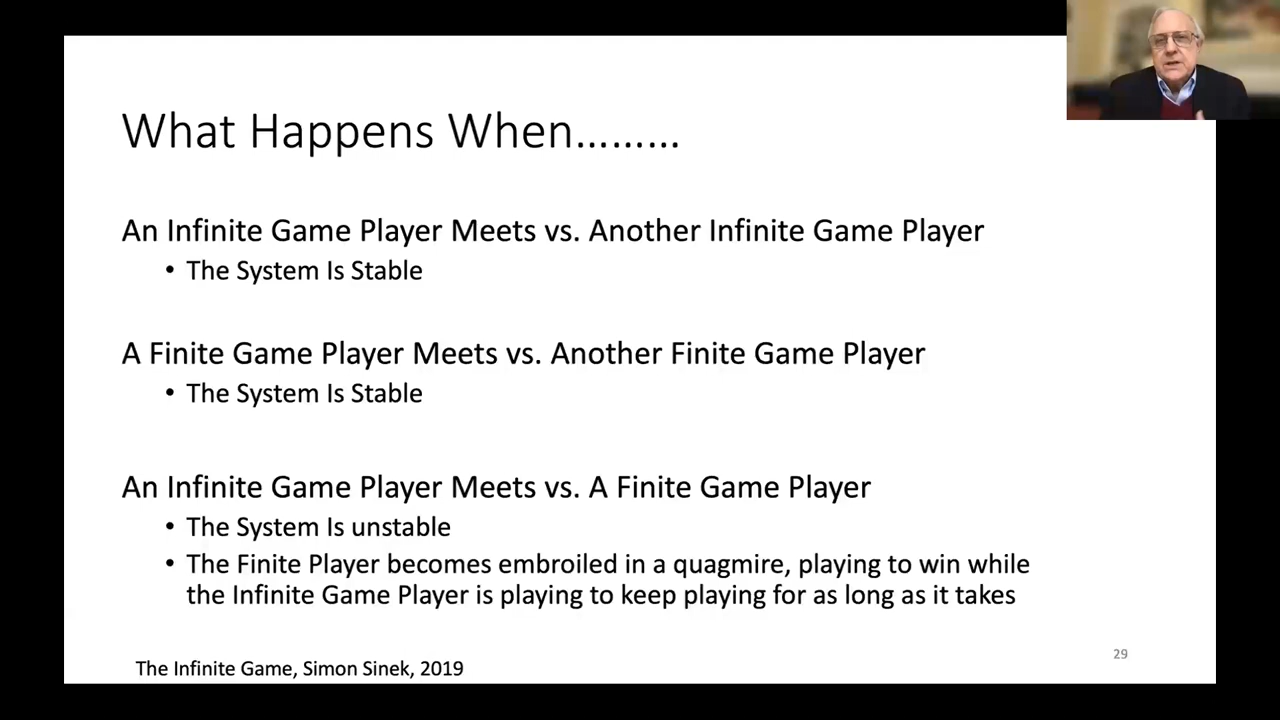 What Happens When.........
An Infinite Game Player Meets vs. Another Infinite Game Player
• The System Is Stable
A Finite Game Player Meets vs. Another Finite Game Player
• The System Is Stable
An Infinite Game Player Meets vs. A Finite Game Player
• The System Is unstable
• The Finite Player becomes embroiled in a quagmire, playing to win while
the Infinite Game Player is playing to keep playing for as long as it takes
29
The Infinite Game, Simon Sinek, 2019